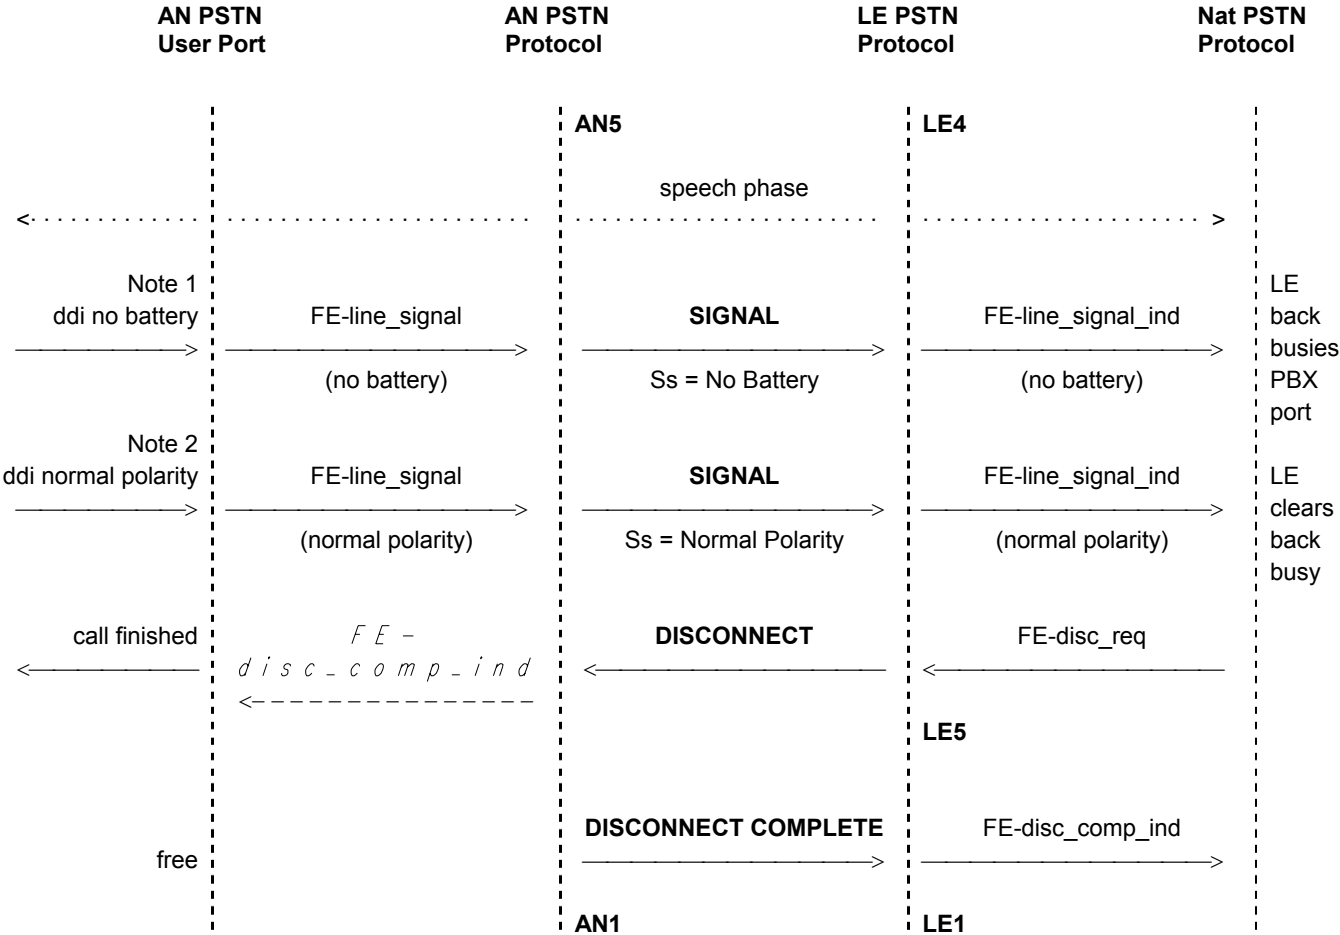 AN PSTN
User Port
AN PSTN
Protocol
LE PSTN
Protocol
Nat PSTN
Protocol
AN5
LE4
speech phase
Note 1
ddi no battery
FE-line_signal
(no battery)
SIGNAL
Ss = No Battery
FE-line_signal_ind
(no battery)
LE
back
busies
PBX
port
Note 2
ddi normal polarity
FE-line_signal
(normal polarity)
SIGNAL
Ss = Normal Polarity
FE-line_signal_ind
(normal polarity)
LE
clears
back
busy
call finished
FE-
disc_comp_ind
DISCONNECT
FE-disc_req
LE5
DISCONNECT COMPLETE
FE-disc_comp_ind
free
AN1
LE1